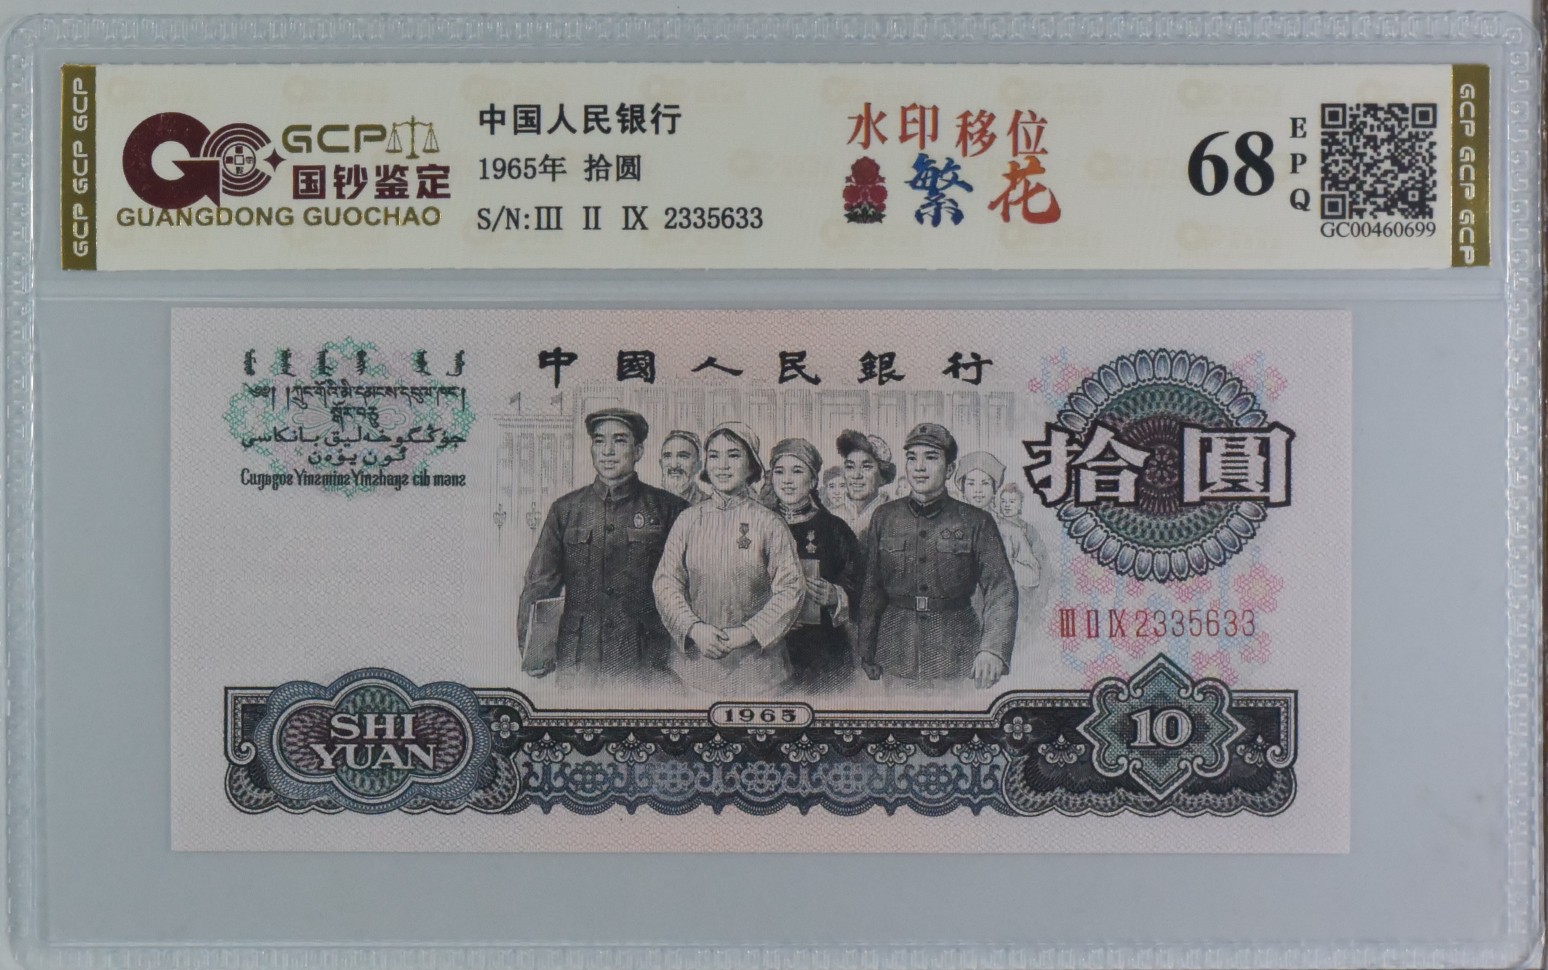 GCP GCP GCP
GCP
国钞鉴定
GUANGDONG GUOCHAO
中国人民银行
1965年 拾圆
S/N:Ⅲ Ⅱ Ⅸ 2335633
水印移位
繁花
68
EPQ
GC00460699
GCP GCP GCP
中國人民銀行
拾圓
Ⅲ Ⅱ Ⅸ 2335633
1965
SHI
YUAN
10